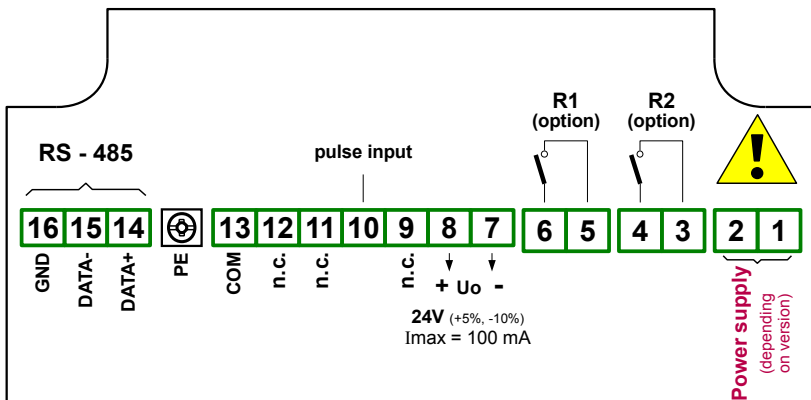 R1
(option)
R2
(option)
RS - 485
pulse input
16 15 14 13 12 11 10 9 8 7 6 5 4 3 2 1
GND
DATA-
DATA+
PE
COM
n.c.
n.c.
n.c.
+ Uo -
24V (+5%, -10%)
Imax = 100 mA
Power supply
(depending
on version)